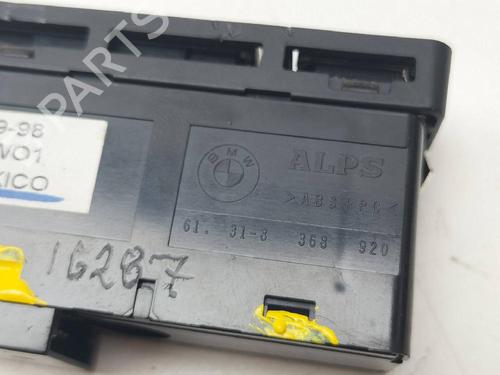 9-98
W01
XICO
BMW
ALPS
>ABS+PC<
61. 31-8 368 920
16287
B-PARTS